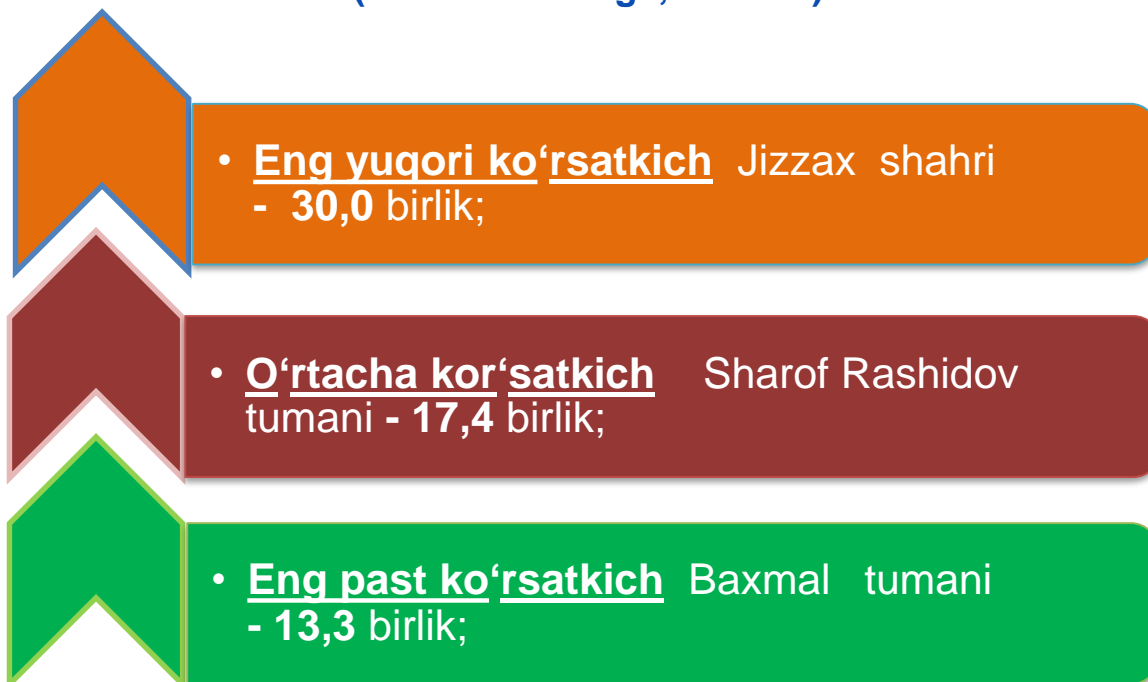 • Eng yuqori ko‘rsatkich Jizzax shahri
- 30,0 birlik;
• O‘rtacha kor‘satkich Sharof Rashidov
tumani - 17,4 birlik;
• Eng past ko‘rsatkich Baxmal tumani
- 13,3 birlik;